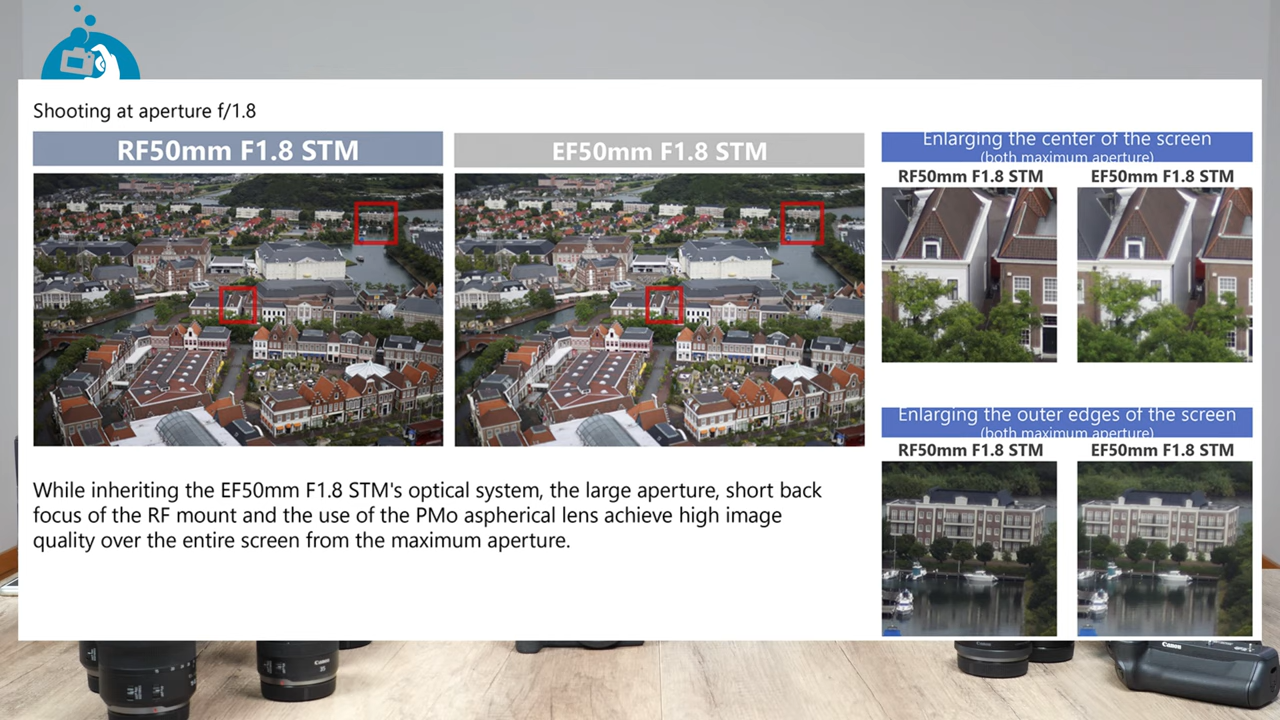 Shooting at aperture f/1.8
RF50mm F1.8 STM
EF50mm F1.8 STM
Enlarging the center of the screen
(both maximum aperture)
RF50mm F1.8 STM
EF50mm F1.8 STM
Enlarging the outer edges of the screen
(both maximum aperture)
RF50mm F1.8 STM
EF50mm F1.8 STM
While inheriting the EF50mm F1.8 STM's optical system, the large aperture, short back
focus of the RF mount and the use of the PMo aspherical lens achieve high image
quality over the entire screen from the maximum aperture.
Canon
35
Canon